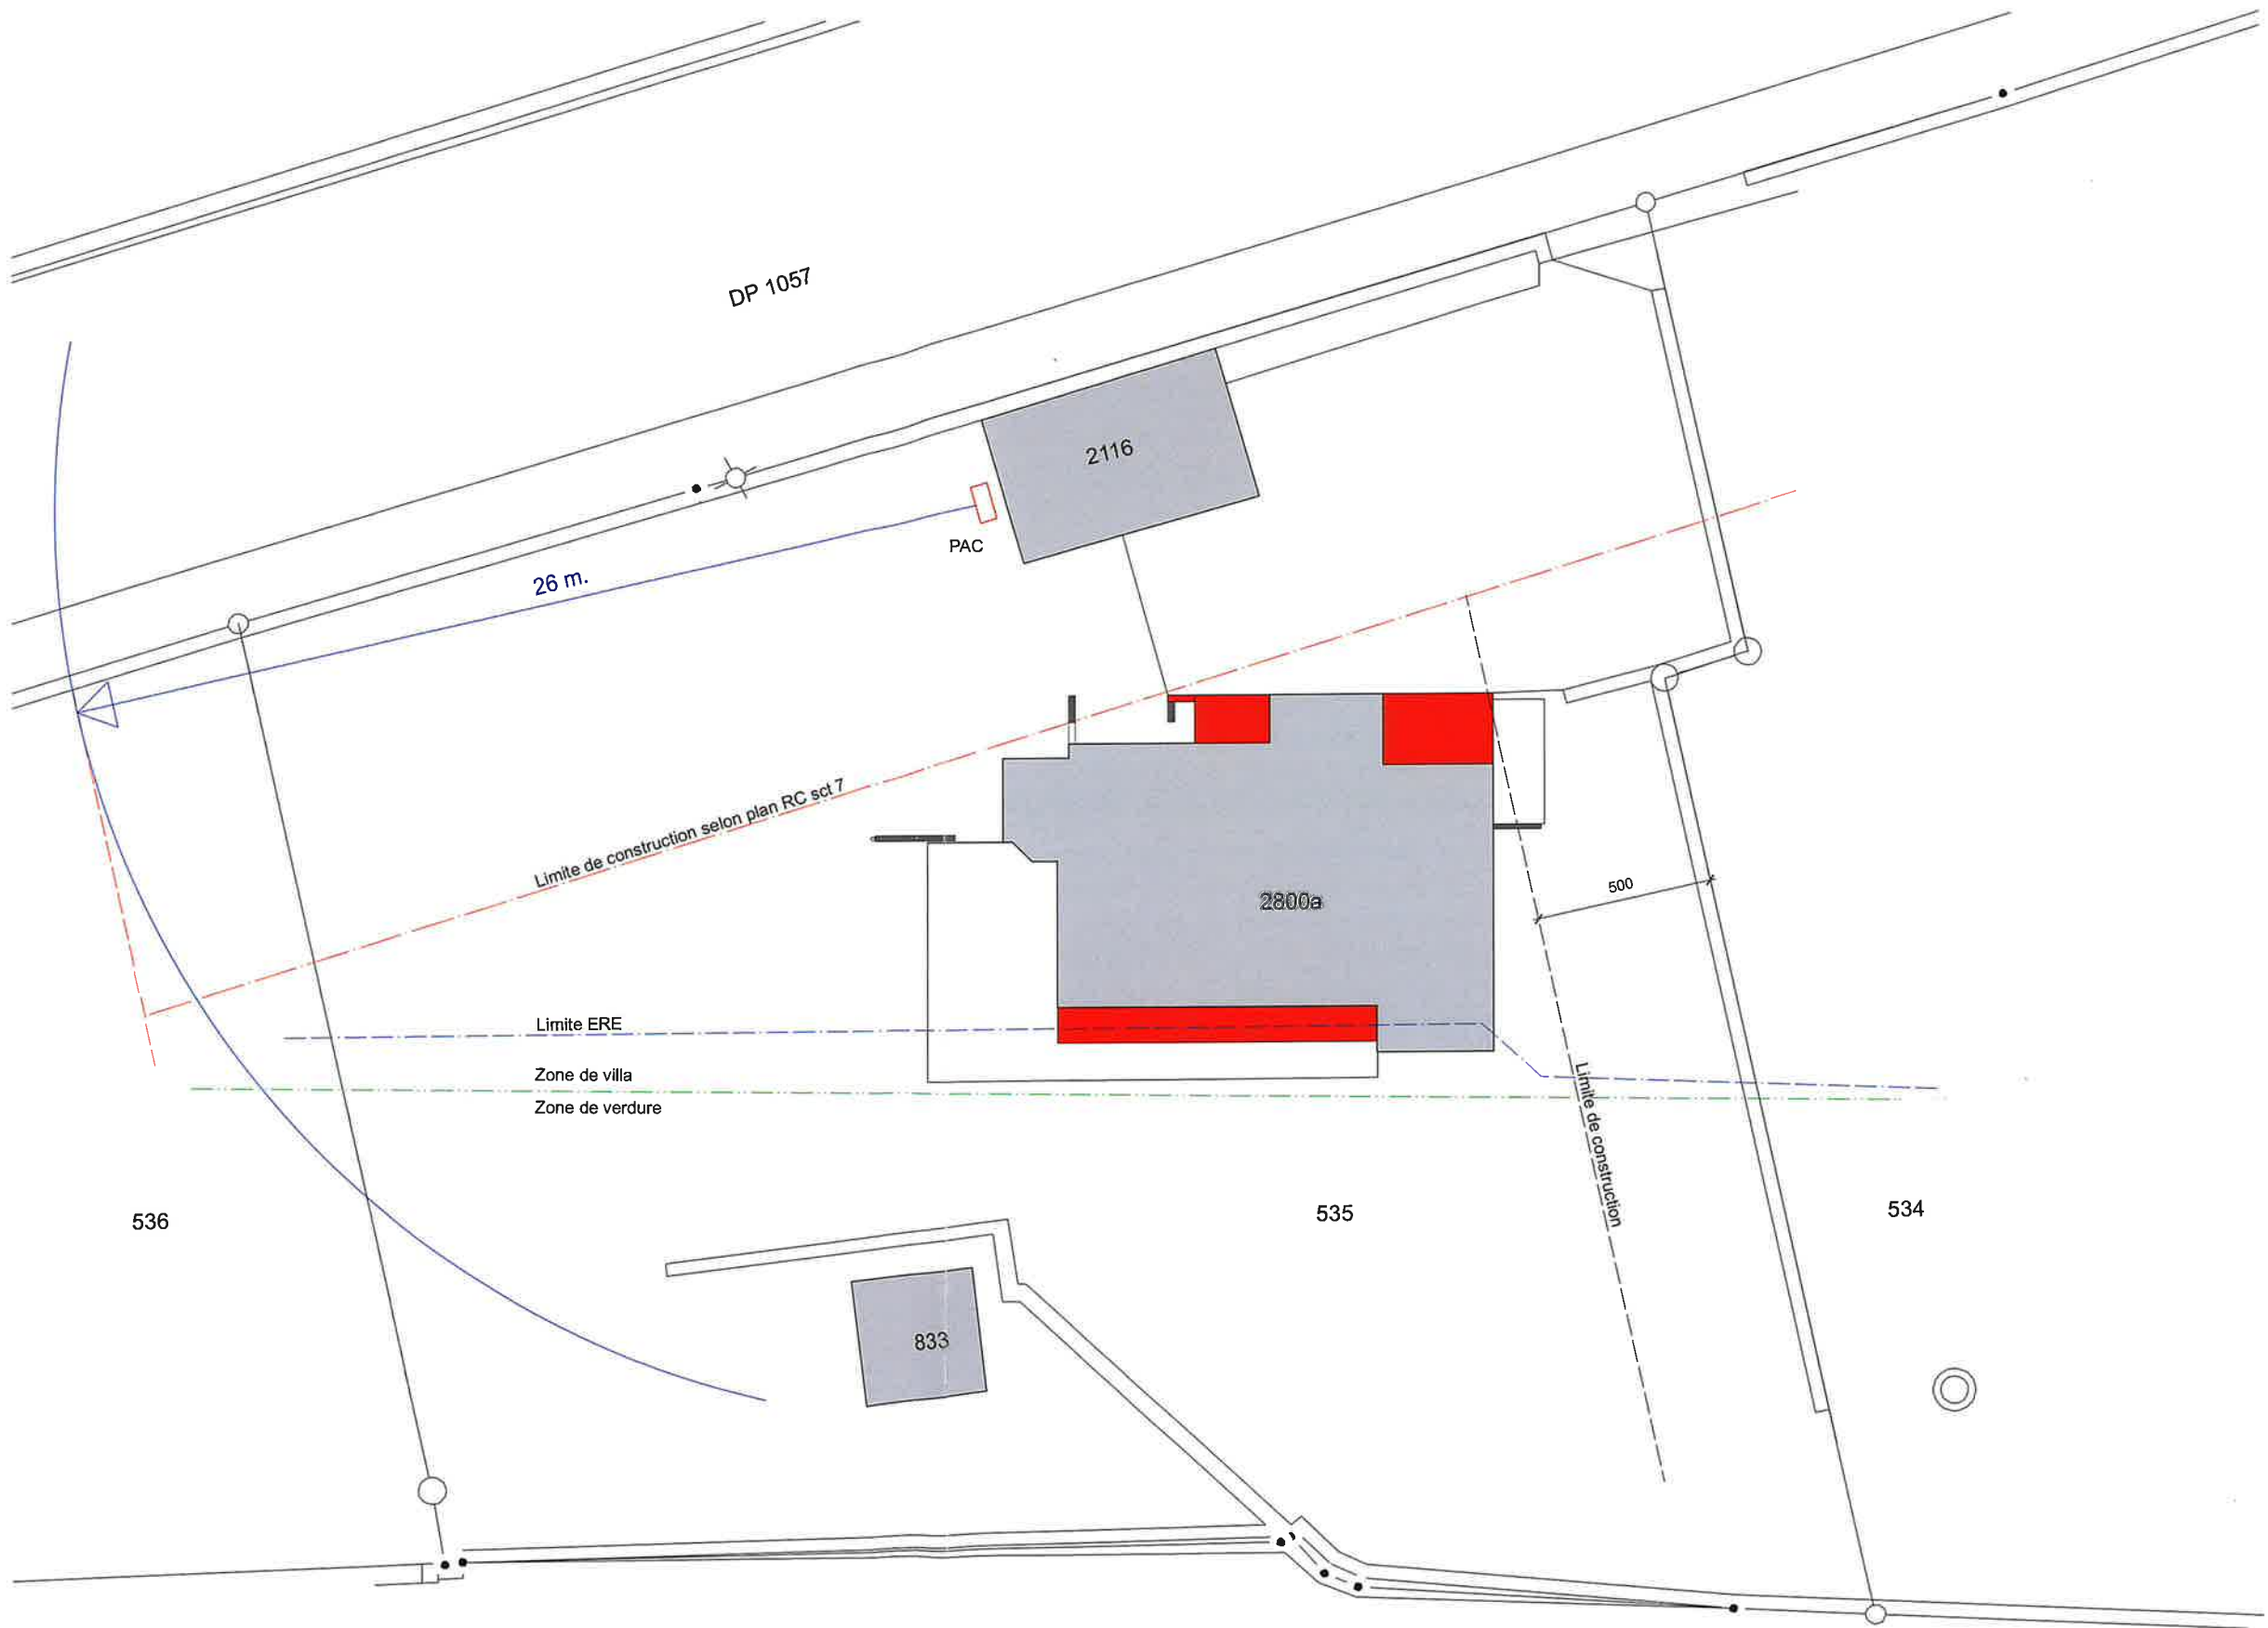 DP 1057
2116
PAC
26 m.
Limite de construction selon plan RC sct 7
500
2800a
Limite ERE
Zone de villa
Zone de verdure
Limite de construction
536
535
534
833